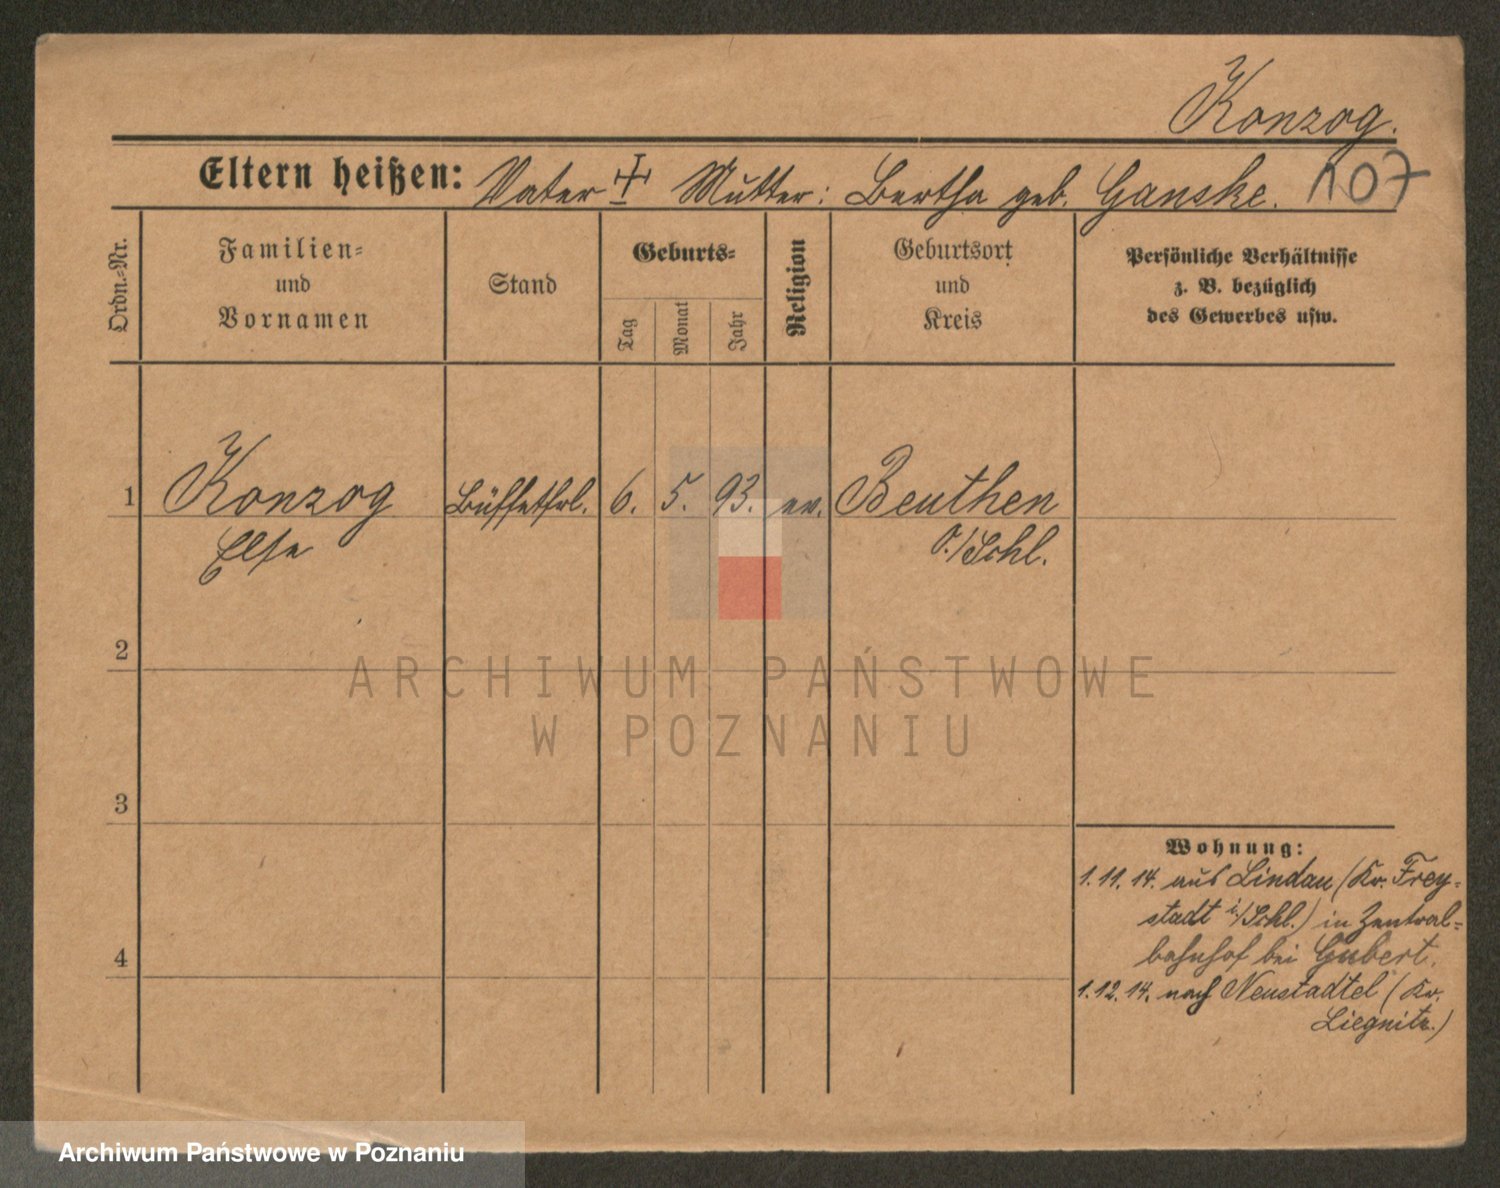 Konzog.
Eltern heißen: Vater + Mutter: Bertha geb. Ganske.
107
Ordn.-Nr.
Familien-
und
Vornamen
Stand
Geburts-
Tag
Monat
Jahr
Religion
Geburtsort
und
Kreis
Persönliche Verhältnisse
z. B. bezüglich
des Gewerbes usw.
1 Konzog Büffetfrl. 6. 5. 93. ev. Beuthen
Else O./Schl.
2
ARCHIWUM PAŃSTWOWE
W POZNANIU
3
Wohnung:
1.11.14. aus Lindau (Kr. Frey-
stadt i/Schl.) in Zentral-
bahnhof bei Gubert.
4
1.12.14. nach Neustadtel (Kr.
Liegnitz.)
Archiwum Państwowe w Poznaniu